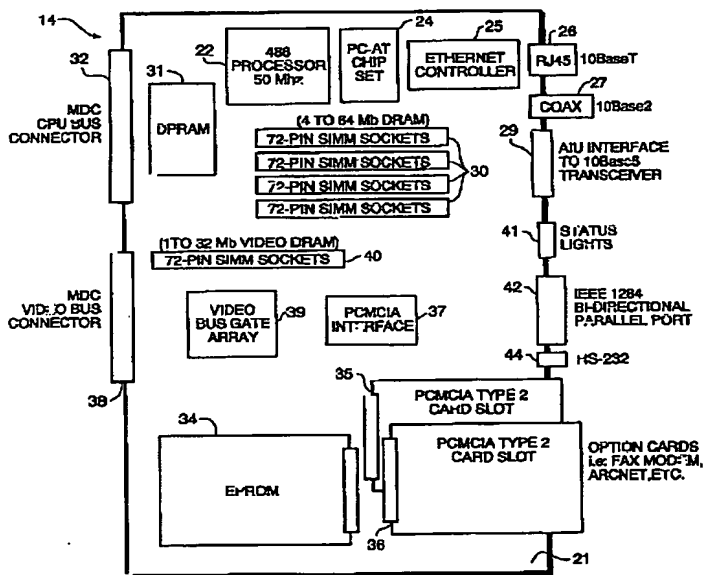 14
32
MDC
CPU BUS
CONNECTOR
31
DPRAM
22
486
PROCESSOR
50 Mhz
24
PC-AT
CHIP
SET
25
ETHERNET
CONTROLLER
26
RJ45
10BaseT
27
COAX
10Base2
29
AIU INTERFACE
TO 10Base5
TRANSCEIVER
(4 TO 64 Mb DRAM)
72-PIN SIMM SOCKETS
72-PIN SIMM SOCKETS
72-PIN SIMM SOCKETS
72-PIN SIMM SOCKETS
30
41
STATUS
LIGHTS
(1 TO 32 Mb VIDEO DRAM)
72-PIN SIMM SOCKETS
40
MDC
VIDEO BUS
CONNECTOR
38
VIDEO
BUS GATE
ARRAY
39
PCMCIA
INTERFACE
37
42
IEEE 1284
BI-DIRECTIONAL
PARALLEL PORT
44
HS-232
35
PCMCIA TYPE 2
CARD SLOT
PCMCIA TYPE 2
CARD SLOT
36
34
EPROM
OPTION CARDS
i.e: FAX MODEM,
ARCNET, ETC.
21